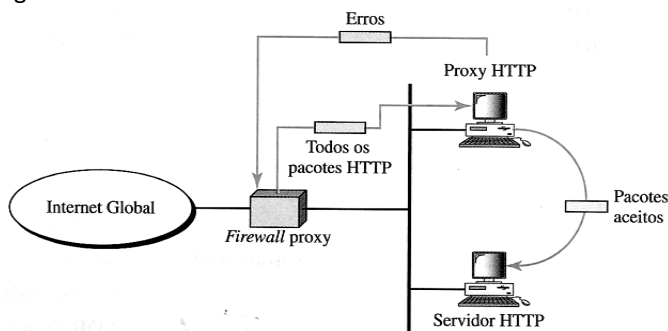 Erros
Proxy HTTP
Todos os
pacotes HTTP
Internet Global
Firewall proxy
Pacotes
aceitos
Servidor HTTP